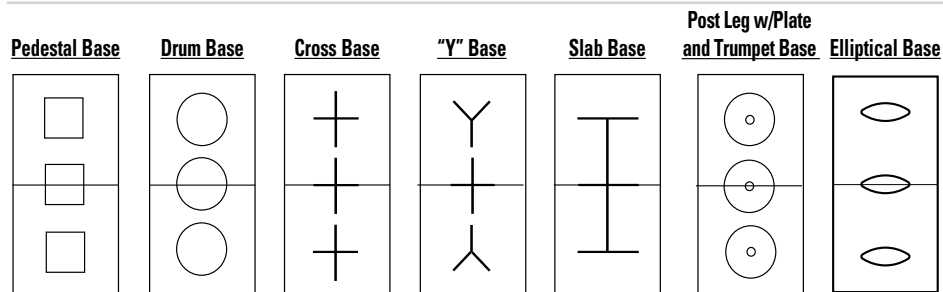 Pedestal Base
Drum Base
Cross Base
“Y” Base
Slab Base
Post Leg w/Plate
and Trumpet Base
Elliptical Base